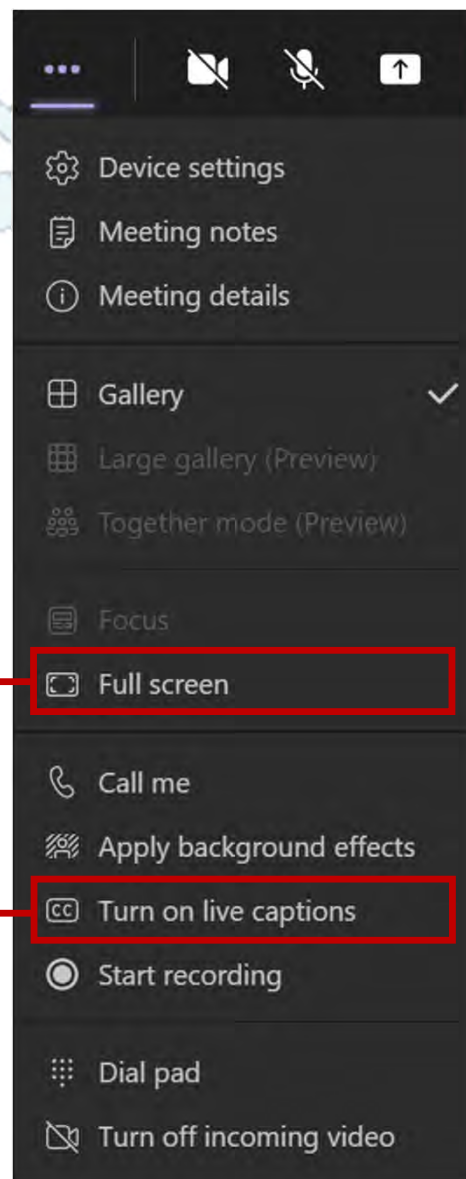 Device settings
Meeting notes
Meeting details
Gallery
Large gallery (Preview)
Together mode (Preview)
Focus
Full screen
Call me
Apply background effects
CC Turn on live captions
Start recording
Dial pad
Turn off incoming video